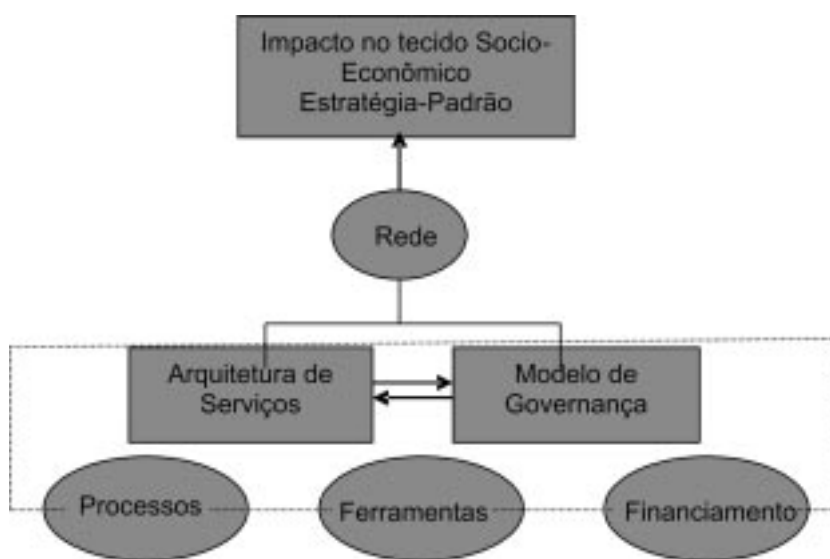 Impacto no tecido Socio-
Econômico
Estratégia-Padrão
Rede
Arquitetura de
Serviços
Modelo de
Governança
Processos
Ferramentas
Financiamento